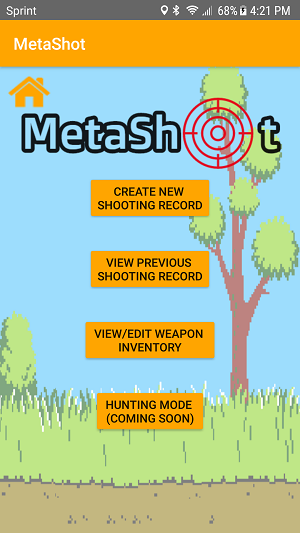 Sprint 68% 4:21 PM
MetaShot
MetaSh t
CREATE NEW
SHOOTING RECORD
VIEW PREVIOUS
SHOOTING RECORD
VIEW/EDIT WEAPON
INVENTORY
HUNTING MODE
(COMING SOON)